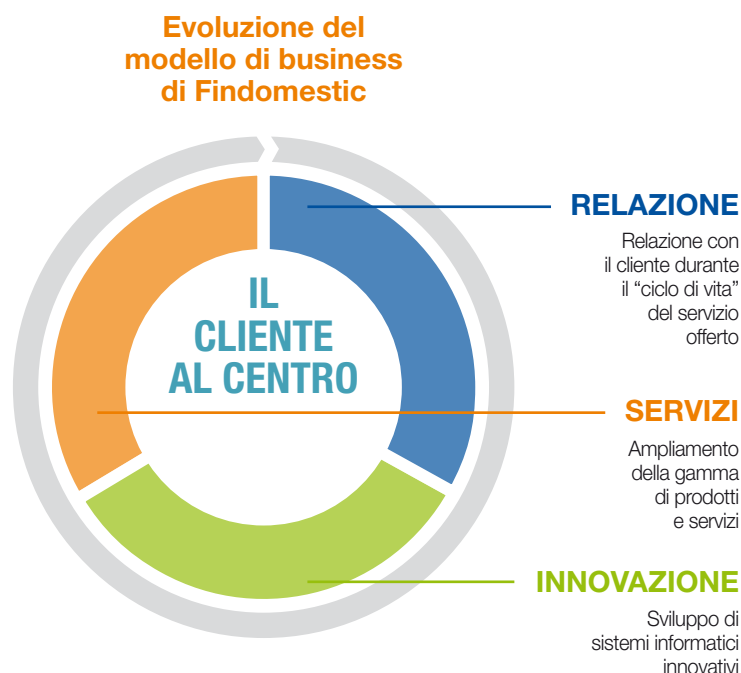 Evoluzione del
modello di business
di Findomestic
IL
CLIENTE
AL CENTRO
RELAZIONE
Relazione con
il cliente durante
il “ciclo di vita”
del servizio
offerto
SERVIZI
Ampliamento
della gamma
di prodotti
e servizi
INNOVAZIONE
Sviluppo di
sistemi informatici
innovativi